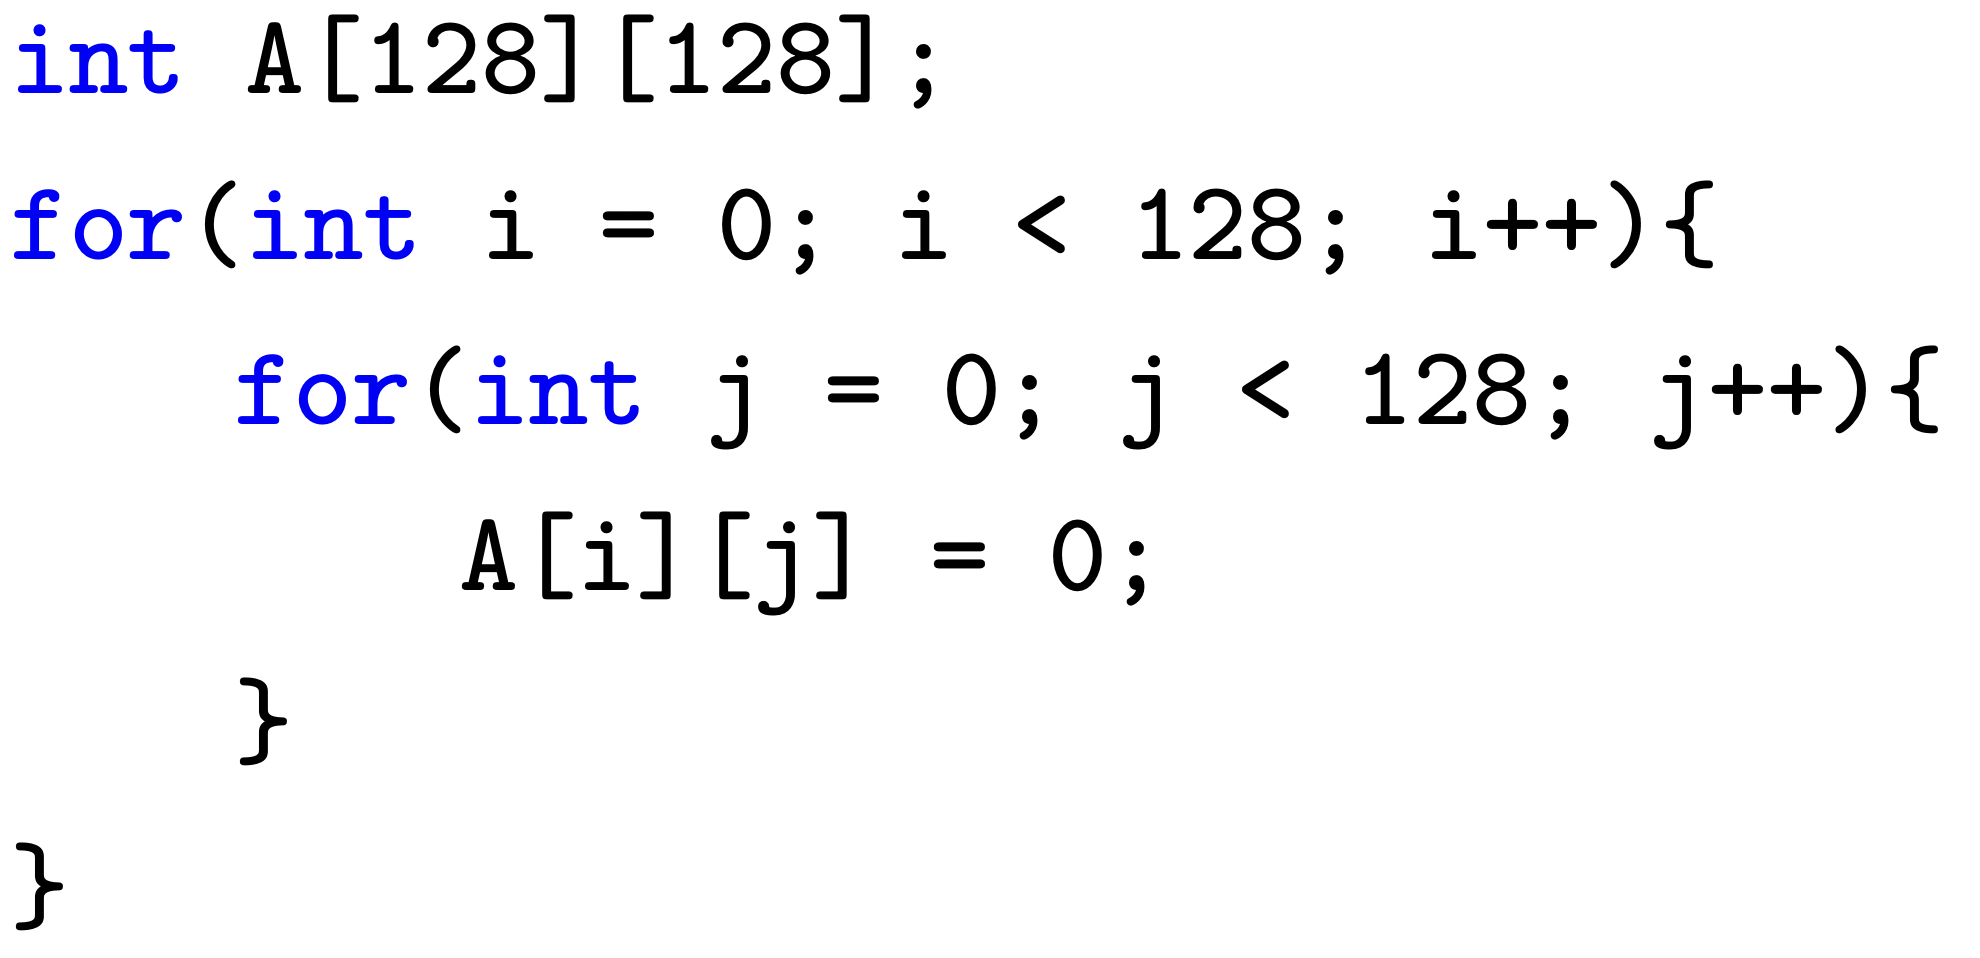 int A[128][128];
for(int i = 0; i < 128; i++){
    for(int j = 0; j < 128; j++){
        A[i][j] = 0;
    }
}